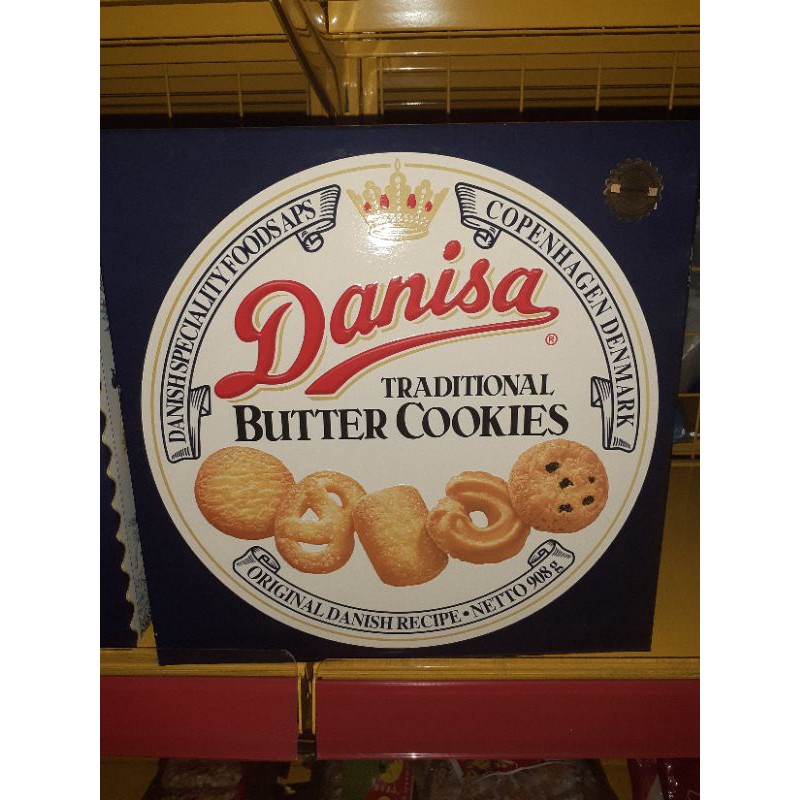 DANISH SPECIALITY FOODS APS
COPENHAGEN DENMARK
Danisa®
TRADITIONAL
BUTTER COOKIES
ORIGINAL DANISH RECIPE • NETTO 908 g